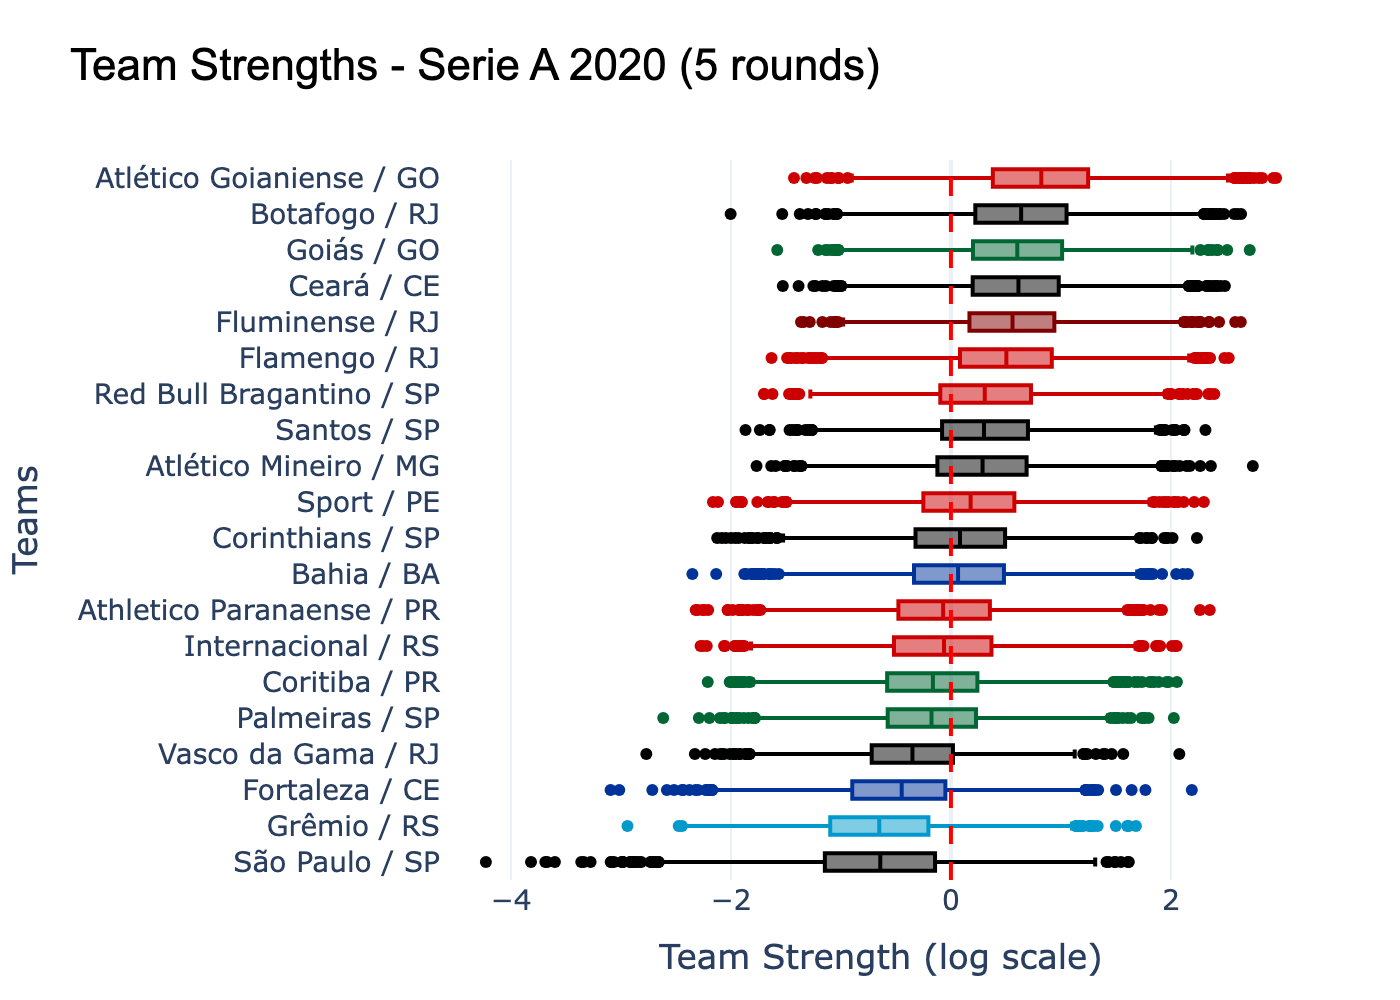 Team Strengths - Serie A 2020 (5 rounds)
Teams
Atlético Goianiense / GO
Botafogo / RJ
Goiás / GO
Ceará / CE
Fluminense / RJ
Flamengo / RJ
Red Bull Bragantino / SP
Santos / SP
Atlético Mineiro / MG
Sport / PE
Corinthians / SP
Bahia / BA
Athletico Paranaense / PR
Internacional / RS
Coritiba / PR
Palmeiras / SP
Vasco da Gama / RJ
Fortaleza / CE
Grêmio / RS
São Paulo / SP
−4 −2 0 2
Team Strength (log scale)